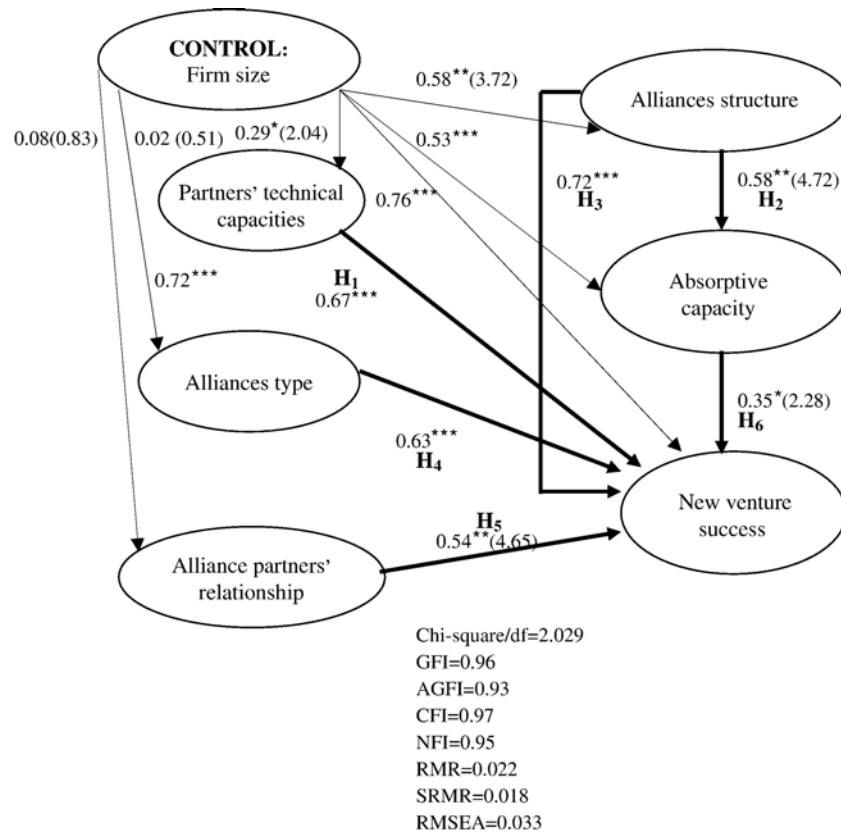 CONTROL:
Firm size
0.58**(3.72)
Alliances structure
0.08(0.83)
0.02 (0.51)
0.29*(2.04)
0.53***
Partners' technical
capacities
0.76***
0.72***
H3
0.58**(4.72)
H2
H1
0.67***
0.72***
Absorptive
capacity
Alliances type
0.63***
H4
0.35*(2.28)
H6
New venture
success
H5
0.54**(4.65)
Alliance partners'
relationship
Chi-square/df=2.029
GFI=0.96
AGFI=0.93
CFI=0.97
NFI=0.95
RMR=0.022
SRMR=0.018
RMSEA=0.033